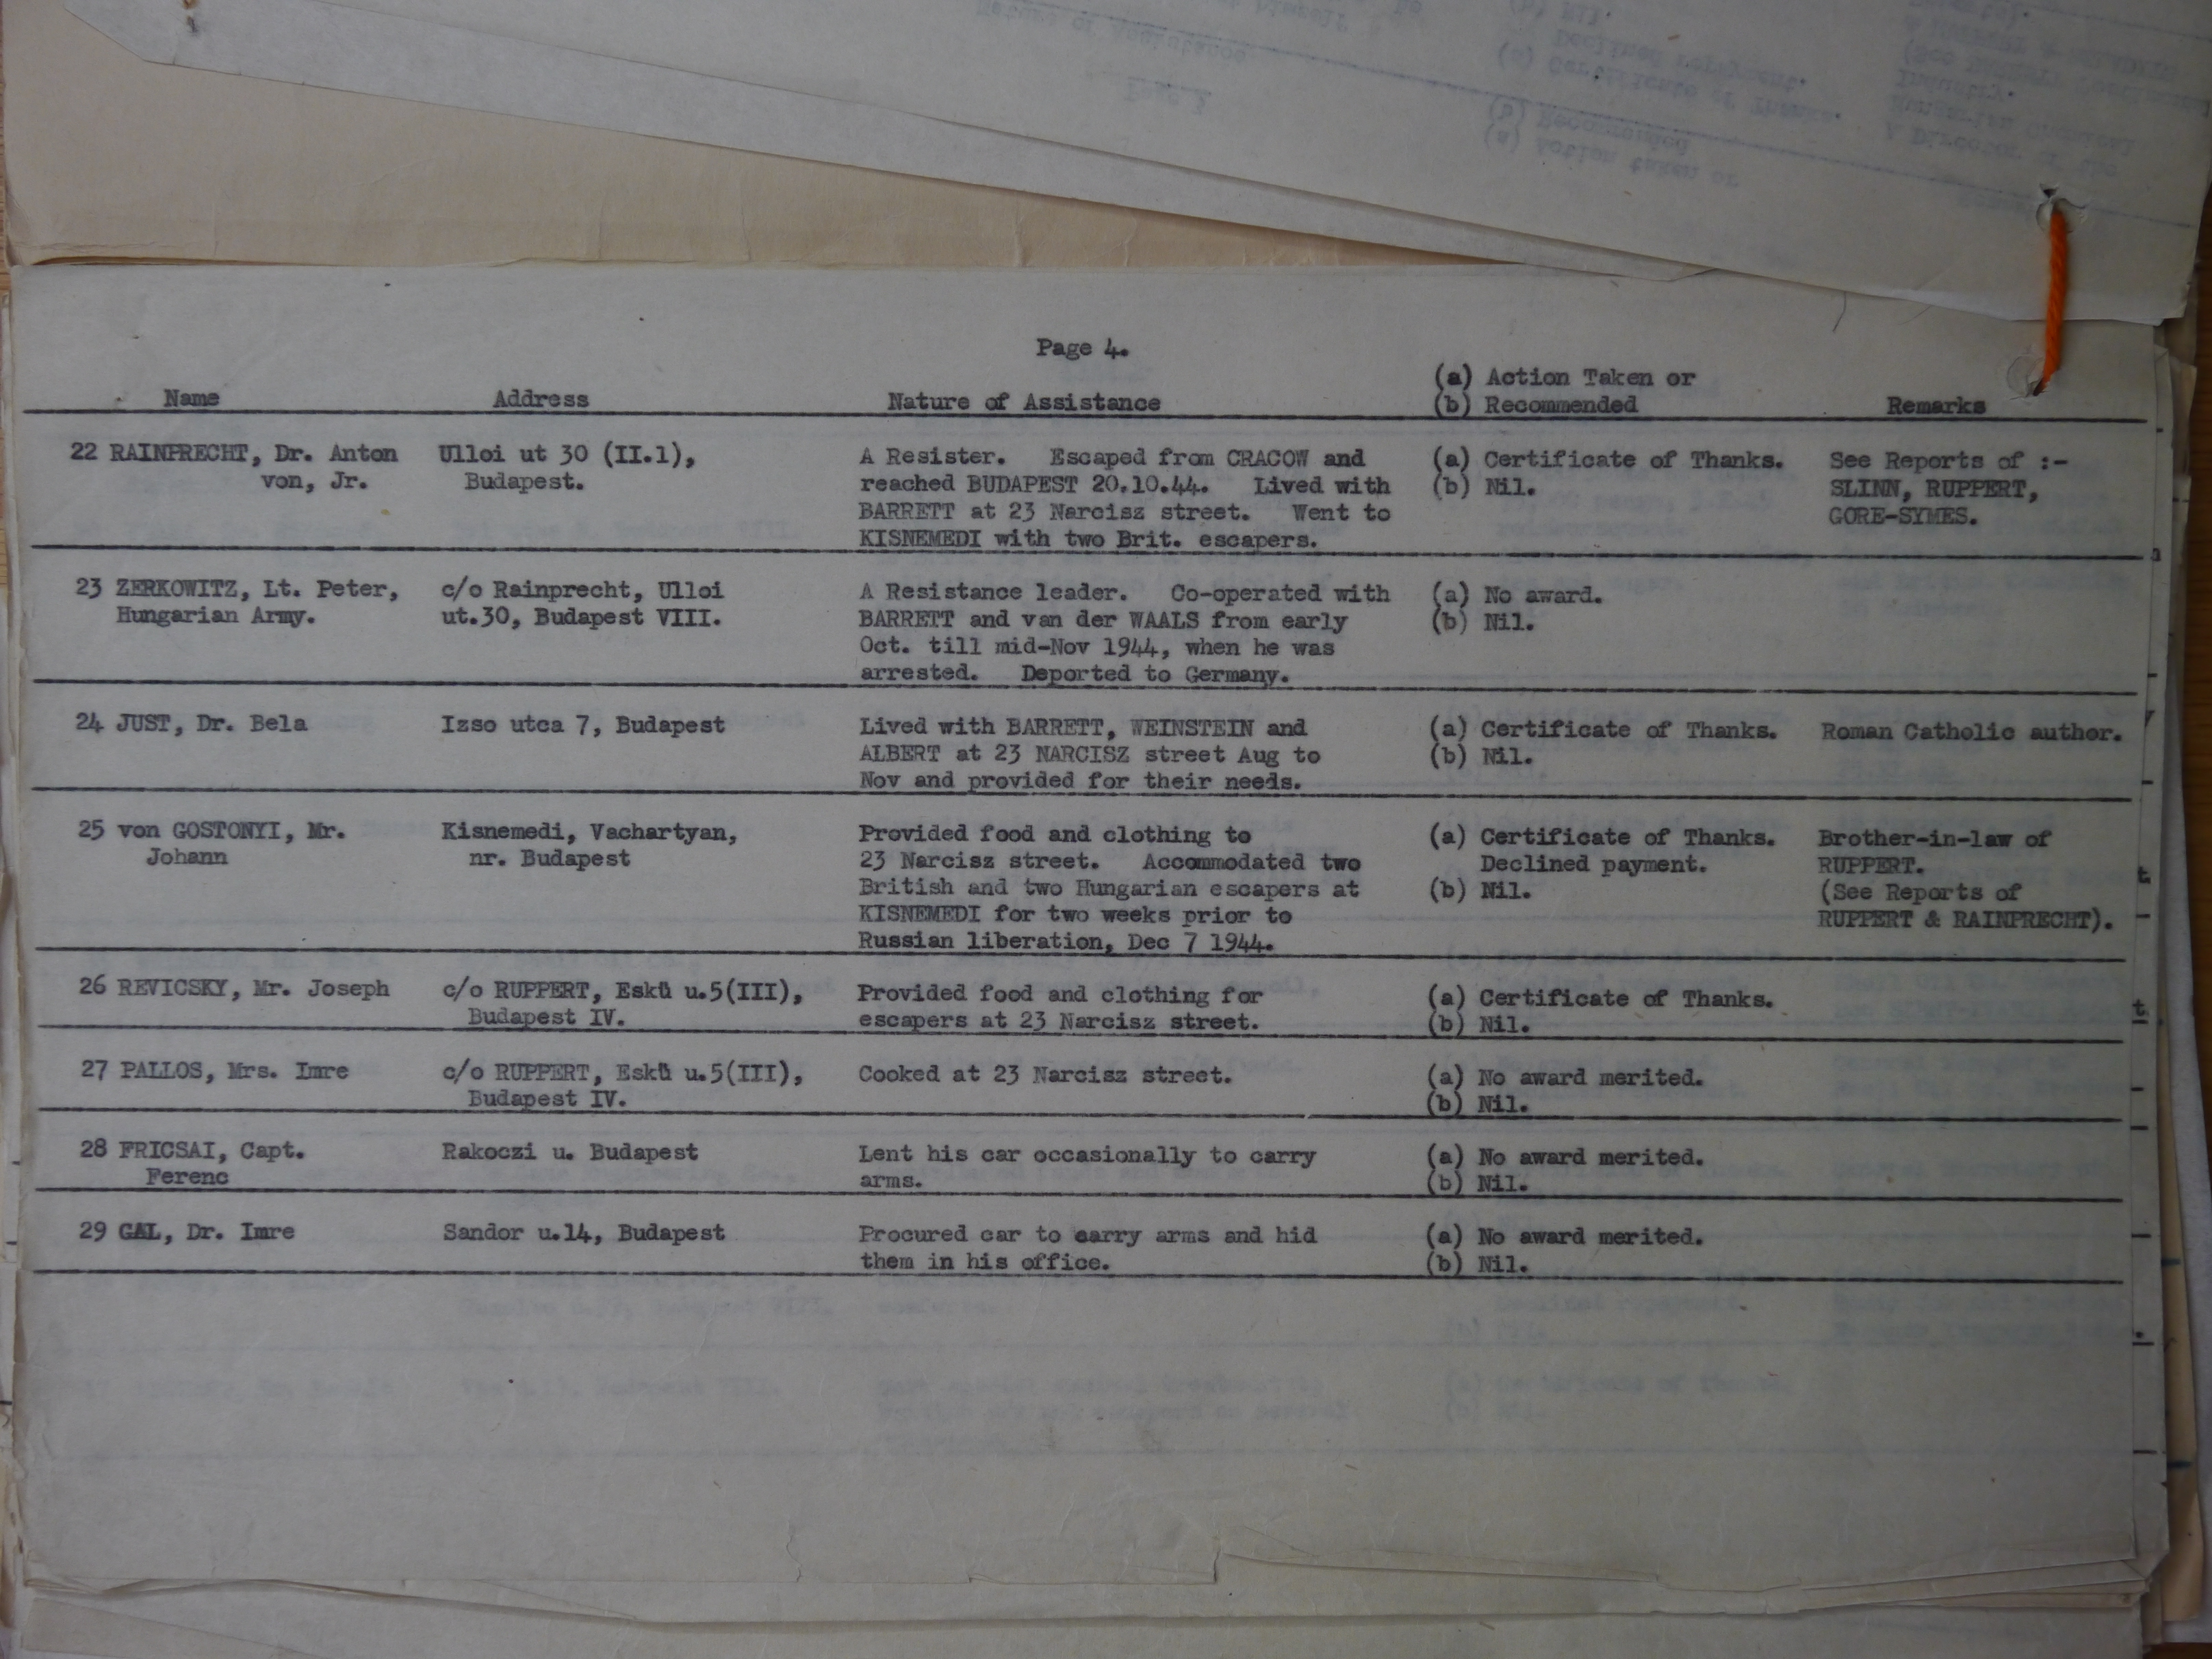 Page 4.
Name Address Nature of Assistance (a) Action Taken or
(b) Recommended Remarks
22 RAINPRECHT, Dr. Anton
von, Jr.
Ulloi ut 30 (II.1),
Budapest.
A Resister. Escaped from CRACOW and
reached BUDAPEST 20.10.44. Lived with
BARRETT at 23 Narcisz street. Went to
KISNEMEDI with two Brit. escapers.
(a) Certificate of Thanks.
(b) Nil.
See Reports of :-
SLINN, RUPPERT,
GORE-SYMES.
23 ZERKOWITZ, Lt. Peter,
Hungarian Army.
c/o Rainprecht, Ulloi
ut.30, Budapest VIII.
A Resistance leader. Co-operated with
BARRETT and van der WAALS from early
Oct. till mid-Nov 1944, when he was
arrested. Deported to Germany.
(a) No award.
(b) Nil.
24 JUST, Dr. Bela
Izso utca 7, Budapest
Lived with BARRETT, WEINSTEIN and
ALBERT at 23 NARCISZ street Aug to
Nov and provided for their needs.
(a) Certificate of Thanks.
(b) Nil.
Roman Catholic author.
25 von GOSTONYI, Mr.
Johann
Kisnemedi, Vachartyan,
nr. Budapest
Provided food and clothing to
23 Narcisz street. Accommodated two
British and two Hungarian escapers at
KISNEMEDI for two weeks prior to
Russian liberation, Dec 7 1944.
(a) Certificate of Thanks.
Declined payment.
(b) Nil.
Brother-in-law of
RUPPERT.
(See Reports of
RUPPERT & RAINPRECHT).
26 REVICSKY, Mr. Joseph
c/o RUPPERT, Eskü u.5(III),
Budapest IV.
Provided food and clothing for
escapers at 23 Narcisz street.
(a) Certificate of Thanks.
(b) Nil.
27 PALLOS, Mrs. Imre
c/o RUPPERT, Eskü u.5(III),
Budapest IV.
Cooked at 23 Narcisz street.
(a) No award merited.
(b) Nil.
28 FRICSAI, Capt.
Ferenc
Rakoczi u. Budapest
Lent his car occasionally to carry
arms.
(a) No award merited.
(b) Nil.
29 GAL, Dr. Imre
Sandor u.14, Budapest
Procured car to carry arms and hid
them in his office.
(a) No award merited.
(b) Nil.